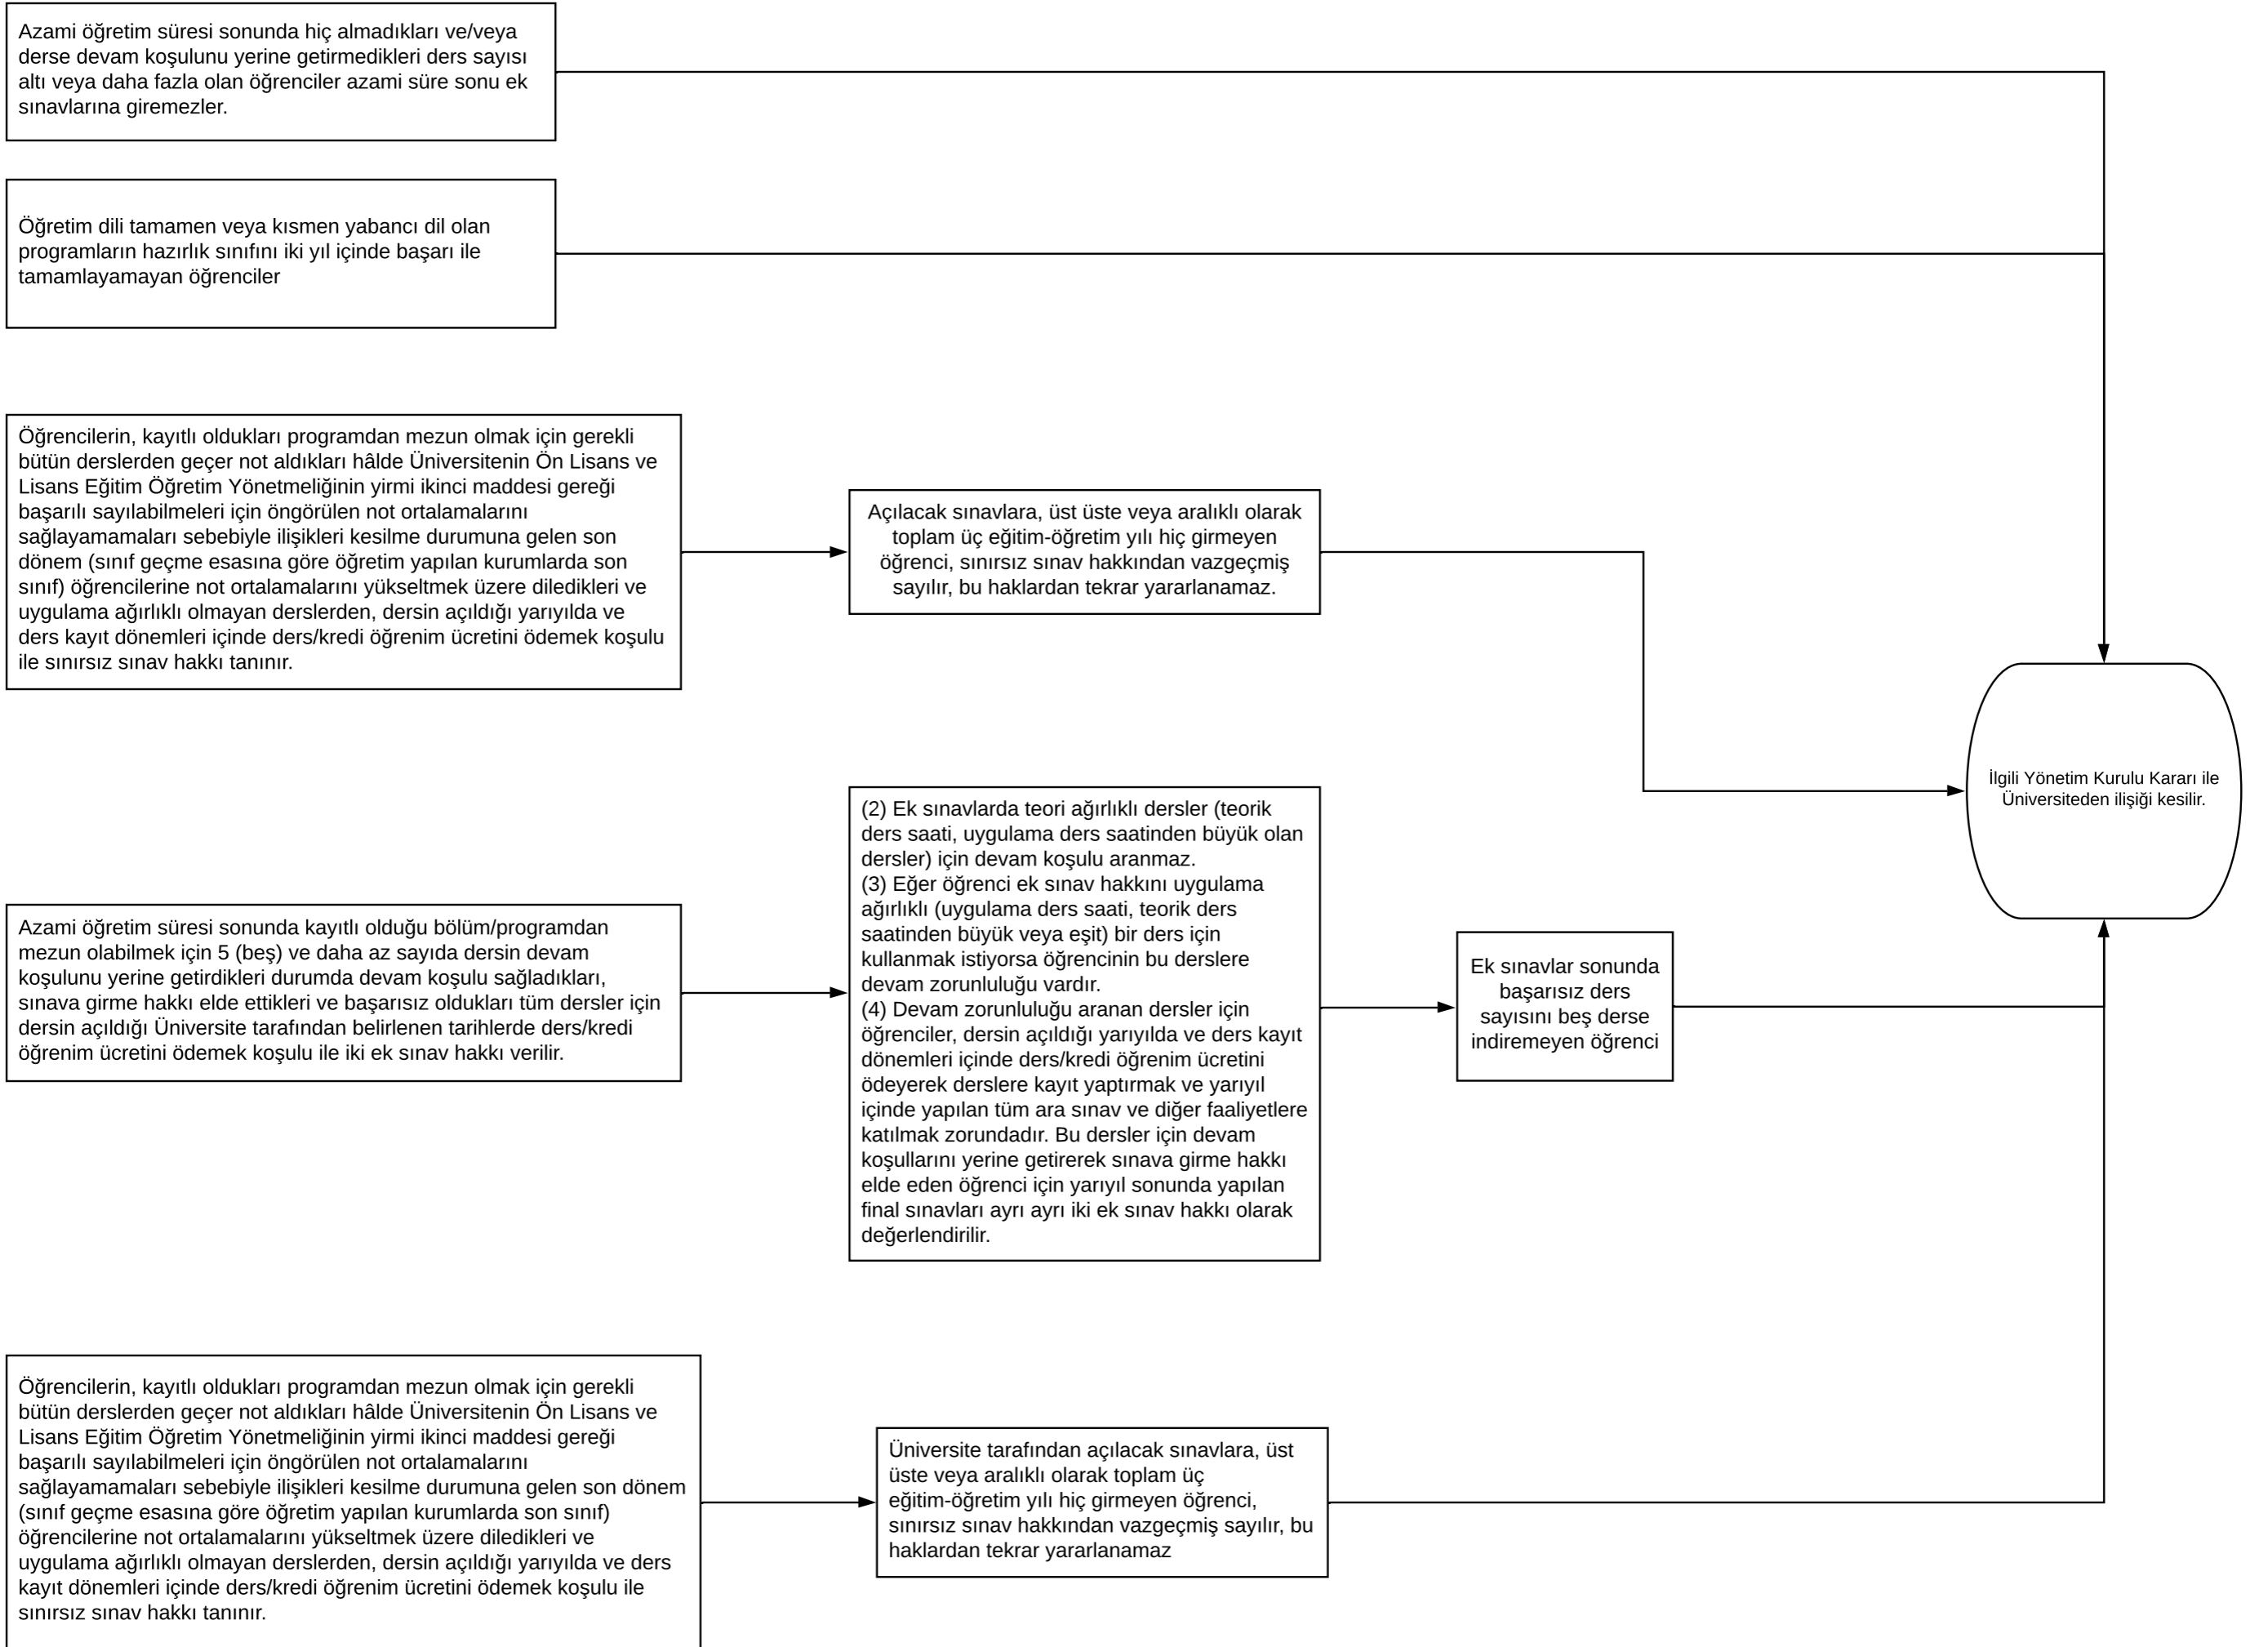 Azami öğretim süresi sonunda hiç almadıkları ve/veya
derse devam koşulunu yerine getirmedikleri ders sayısı
altı veya daha fazla olan öğrenciler azami süre sonu ek
sınavlarına giremezler.
Öğretim dili tamamen veya kısmen yabancı dil olan
programların hazırlık sınıfını iki yıl içinde başarı ile
tamamlayamayan öğrenciler
Öğrencilerin, kayıtlı oldukları programdan mezun olmak için gerekli
bütün derslerden geçer not aldıkları hâlde Üniversitenin Ön Lisans ve
Lisans Eğitim Öğretim Yönetmeliğinin yirmi ikinci maddesi gereği
başarılı sayılabilmeleri için öngörülen not ortalamalarını
sağlayamamaları sebebiyle ilişikleri kesilme durumuna gelen son
dönem (sınıf geçme esasına göre öğretim yapılan kurumlarda son
sınıf) öğrencilerine not ortalamalarını yükseltmek üzere diledikleri ve
uygulama ağırlıklı olmayan derslerden, dersin açıldığı yarıyılda ve
ders kayıt dönemleri içinde ders/kredi öğrenim ücretini ödemek koşulu
ile sınırsız sınav hakkı tanınır.
Açılacak sınavlara, üst üste veya aralıklı olarak
toplam üç eğitim-öğretim yılı hiç girmeyen
öğrenci, sınırsız sınav hakkından vazgeçmiş
sayılır, bu haklardan tekrar yararlanamaz.
İlgili Yönetim Kurulu Kararı ile
Üniversiteden ilişiği kesilir.
Azami öğretim süresi sonunda kayıtlı olduğu bölüm/programdan
mezun olabilmek için 5 (beş) ve daha az sayıda dersin devam
koşulunu yerine getirdikleri durumda devam koşulu sağladıkları,
sınava girme hakkı elde ettikleri ve başarısız oldukları tüm dersler için
dersin açıldığı Üniversite tarafından belirlenen tarihlerde ders/kredi
öğrenim ücretini ödemek koşulu ile iki ek sınav hakkı verilir.
(2) Ek sınavlarda teori ağırlıklı dersler (teorik
ders saati, uygulama ders saatinden büyük olan
dersler) için devam koşulu aranmaz.
(3) Eğer öğrenci ek sınav hakkını uygulama
ağırlıklı (uygulama ders saati, teorik ders
saatinden büyük veya eşit) bir ders için
kullanmak istiyorsa öğrencinin bu derslere
devam zorunluluğu vardır.
(4) Devam zorunluluğu aranan dersler için
öğrenciler, dersin açıldığı yarıyılda ve ders kayıt
dönemleri içinde ders/kredi öğrenim ücretini
ödeyerek derslere kayıt yaptırmak ve yarıyıl
içinde yapılan tüm ara sınav ve diğer faaliyetlere
katılmak zorundadır. Bu dersler için devam
koşullarını yerine getirerek sınava girme hakkı
elde eden öğrenci için yarıyıl sonunda yapılan
final sınavları ayrı ayrı iki ek sınav hakkı olarak
değerlendirilir.
Ek sınavlar sonunda
başarısız ders
sayısını beş derse
indiremeyen öğrenci
Öğrencilerin, kayıtlı oldukları programdan mezun olmak için gerekli
bütün derslerden geçer not aldıkları hâlde Üniversitenin Ön Lisans ve
Lisans Eğitim Öğretim Yönetmeliğinin yirmi ikinci maddesi gereği
başarılı sayılabilmeleri için öngörülen not ortalamalarını
sağlayamamaları sebebiyle ilişikleri kesilme durumuna gelen son dönem
(sınıf geçme esasına göre öğretim yapılan kurumlarda son sınıf)
öğrencilerine not ortalamalarını yükseltmek üzere diledikleri ve
uygulama ağırlıklı olmayan derslerden, dersin açıldığı yarıyılda ve ders
kayıt dönemleri içinde ders/kredi öğrenim ücretini ödemek koşulu ile
sınırsız sınav hakkı tanınır.
Üniversite tarafından açılacak sınavlara, üst
üste veya aralıklı olarak toplam üç
eğitim-öğretim yılı hiç girmeyen öğrenci,
sınırsız sınav hakkından vazgeçmiş sayılır, bu
haklardan tekrar yararlanamaz